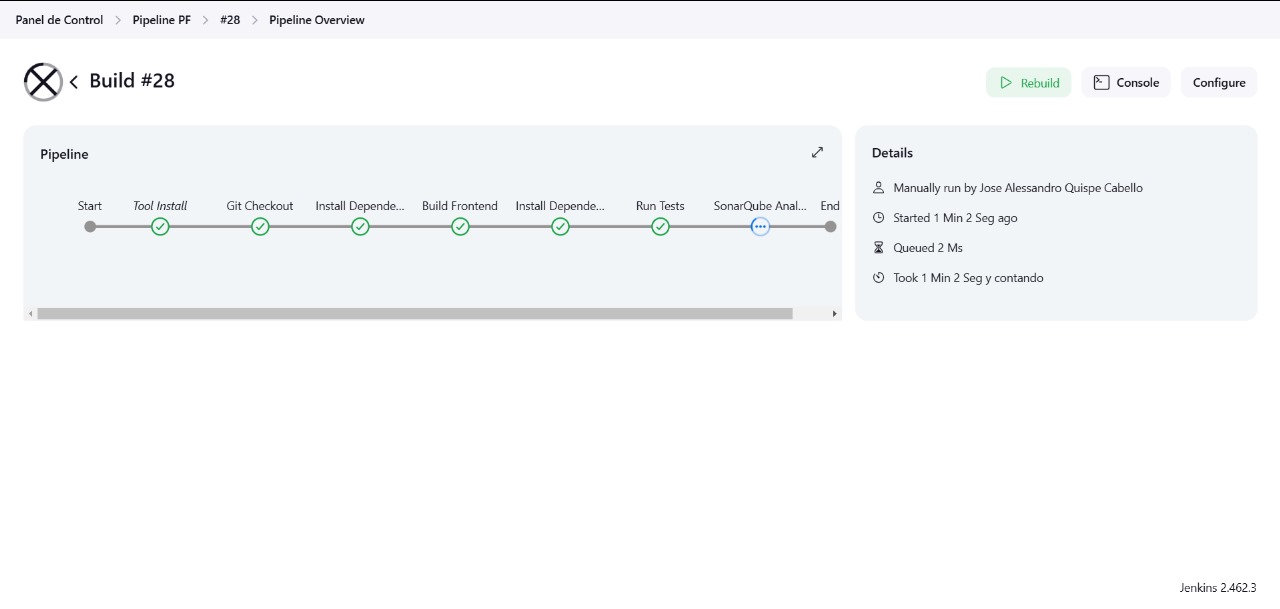 Panel de Control > Pipeline PF > #28 > Pipeline Overview
Build #28
Rebuild
Console
Configure
Pipeline
Start
Tool Install
Git Checkout
Install Depende...
Build Frontend
Install Depende...
Run Tests
SonarQube Anal...
End
Details
Manually run by Jose Alessandro Quispe Cabello
Started 1 Min 2 Seg ago
Queued 2 Ms
Took 1 Min 2 Seg y contando
Jenkins 2.462.3